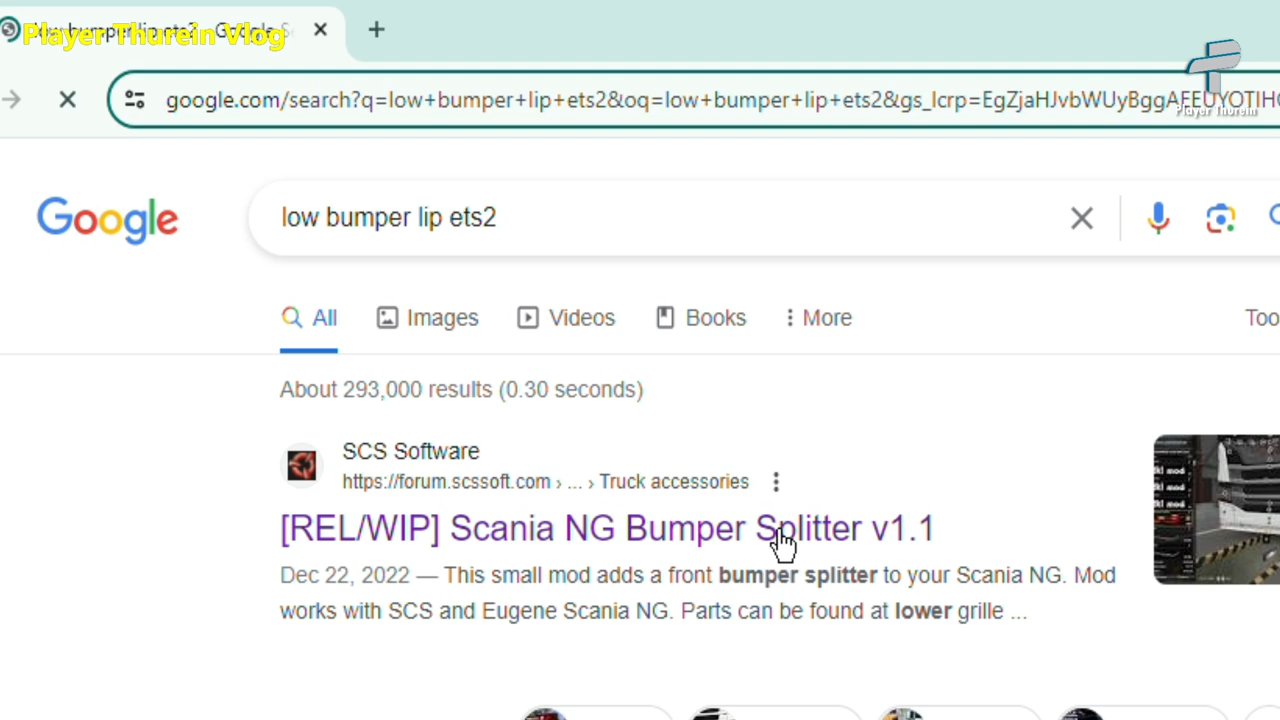 Player Thurein Vlog
google.com/search?q=low+bumper+lip+ets2&oq=low+bumper+lip+ets2&gs_lcrp=EgZjaHJvbWUyBggAEEUYOTIH
Player Thurein
Google
low bumper lip ets2
All Images Videos Books More
Too
About 293,000 results (0.30 seconds)
SCS Software
https://forum.scssoft.com › ... › Truck accessories
[REL/WIP] Scania NG Bumper Splitter v1.1
Dec 22, 2022 — This small mod adds a front bumper splitter to your Scania NG. Mod
works with SCS and Eugene Scania NG. Parts can be found at lower grille ...